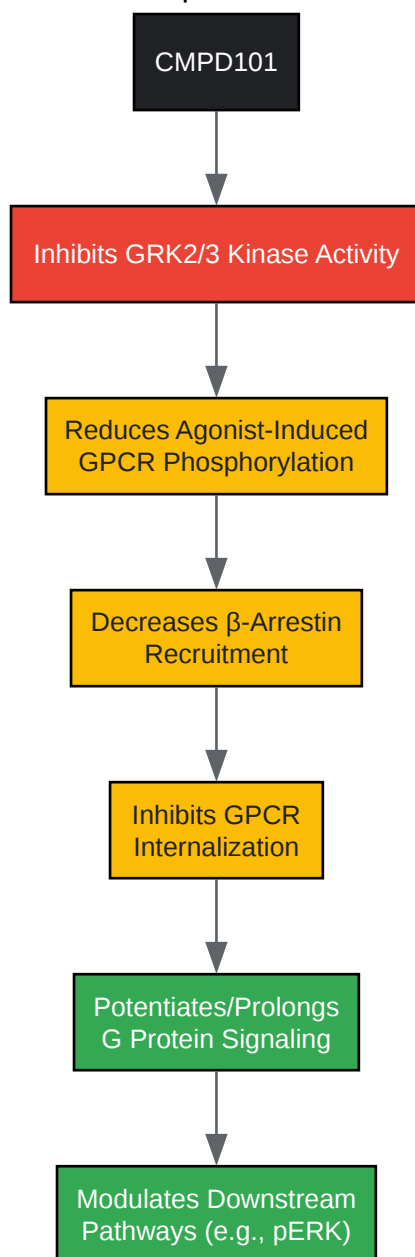 CMPD101
Inhibits GRK2/3 Kinase Activity
Reduces Agonist-Induced
GPCR Phosphorylation
Decreases β-Arrestin
Recruitment
Inhibits GPCR
Internalization
Potentiates/Prolongs
G Protein Signaling
Modulates Downstream
Pathways (e.g., pERK)